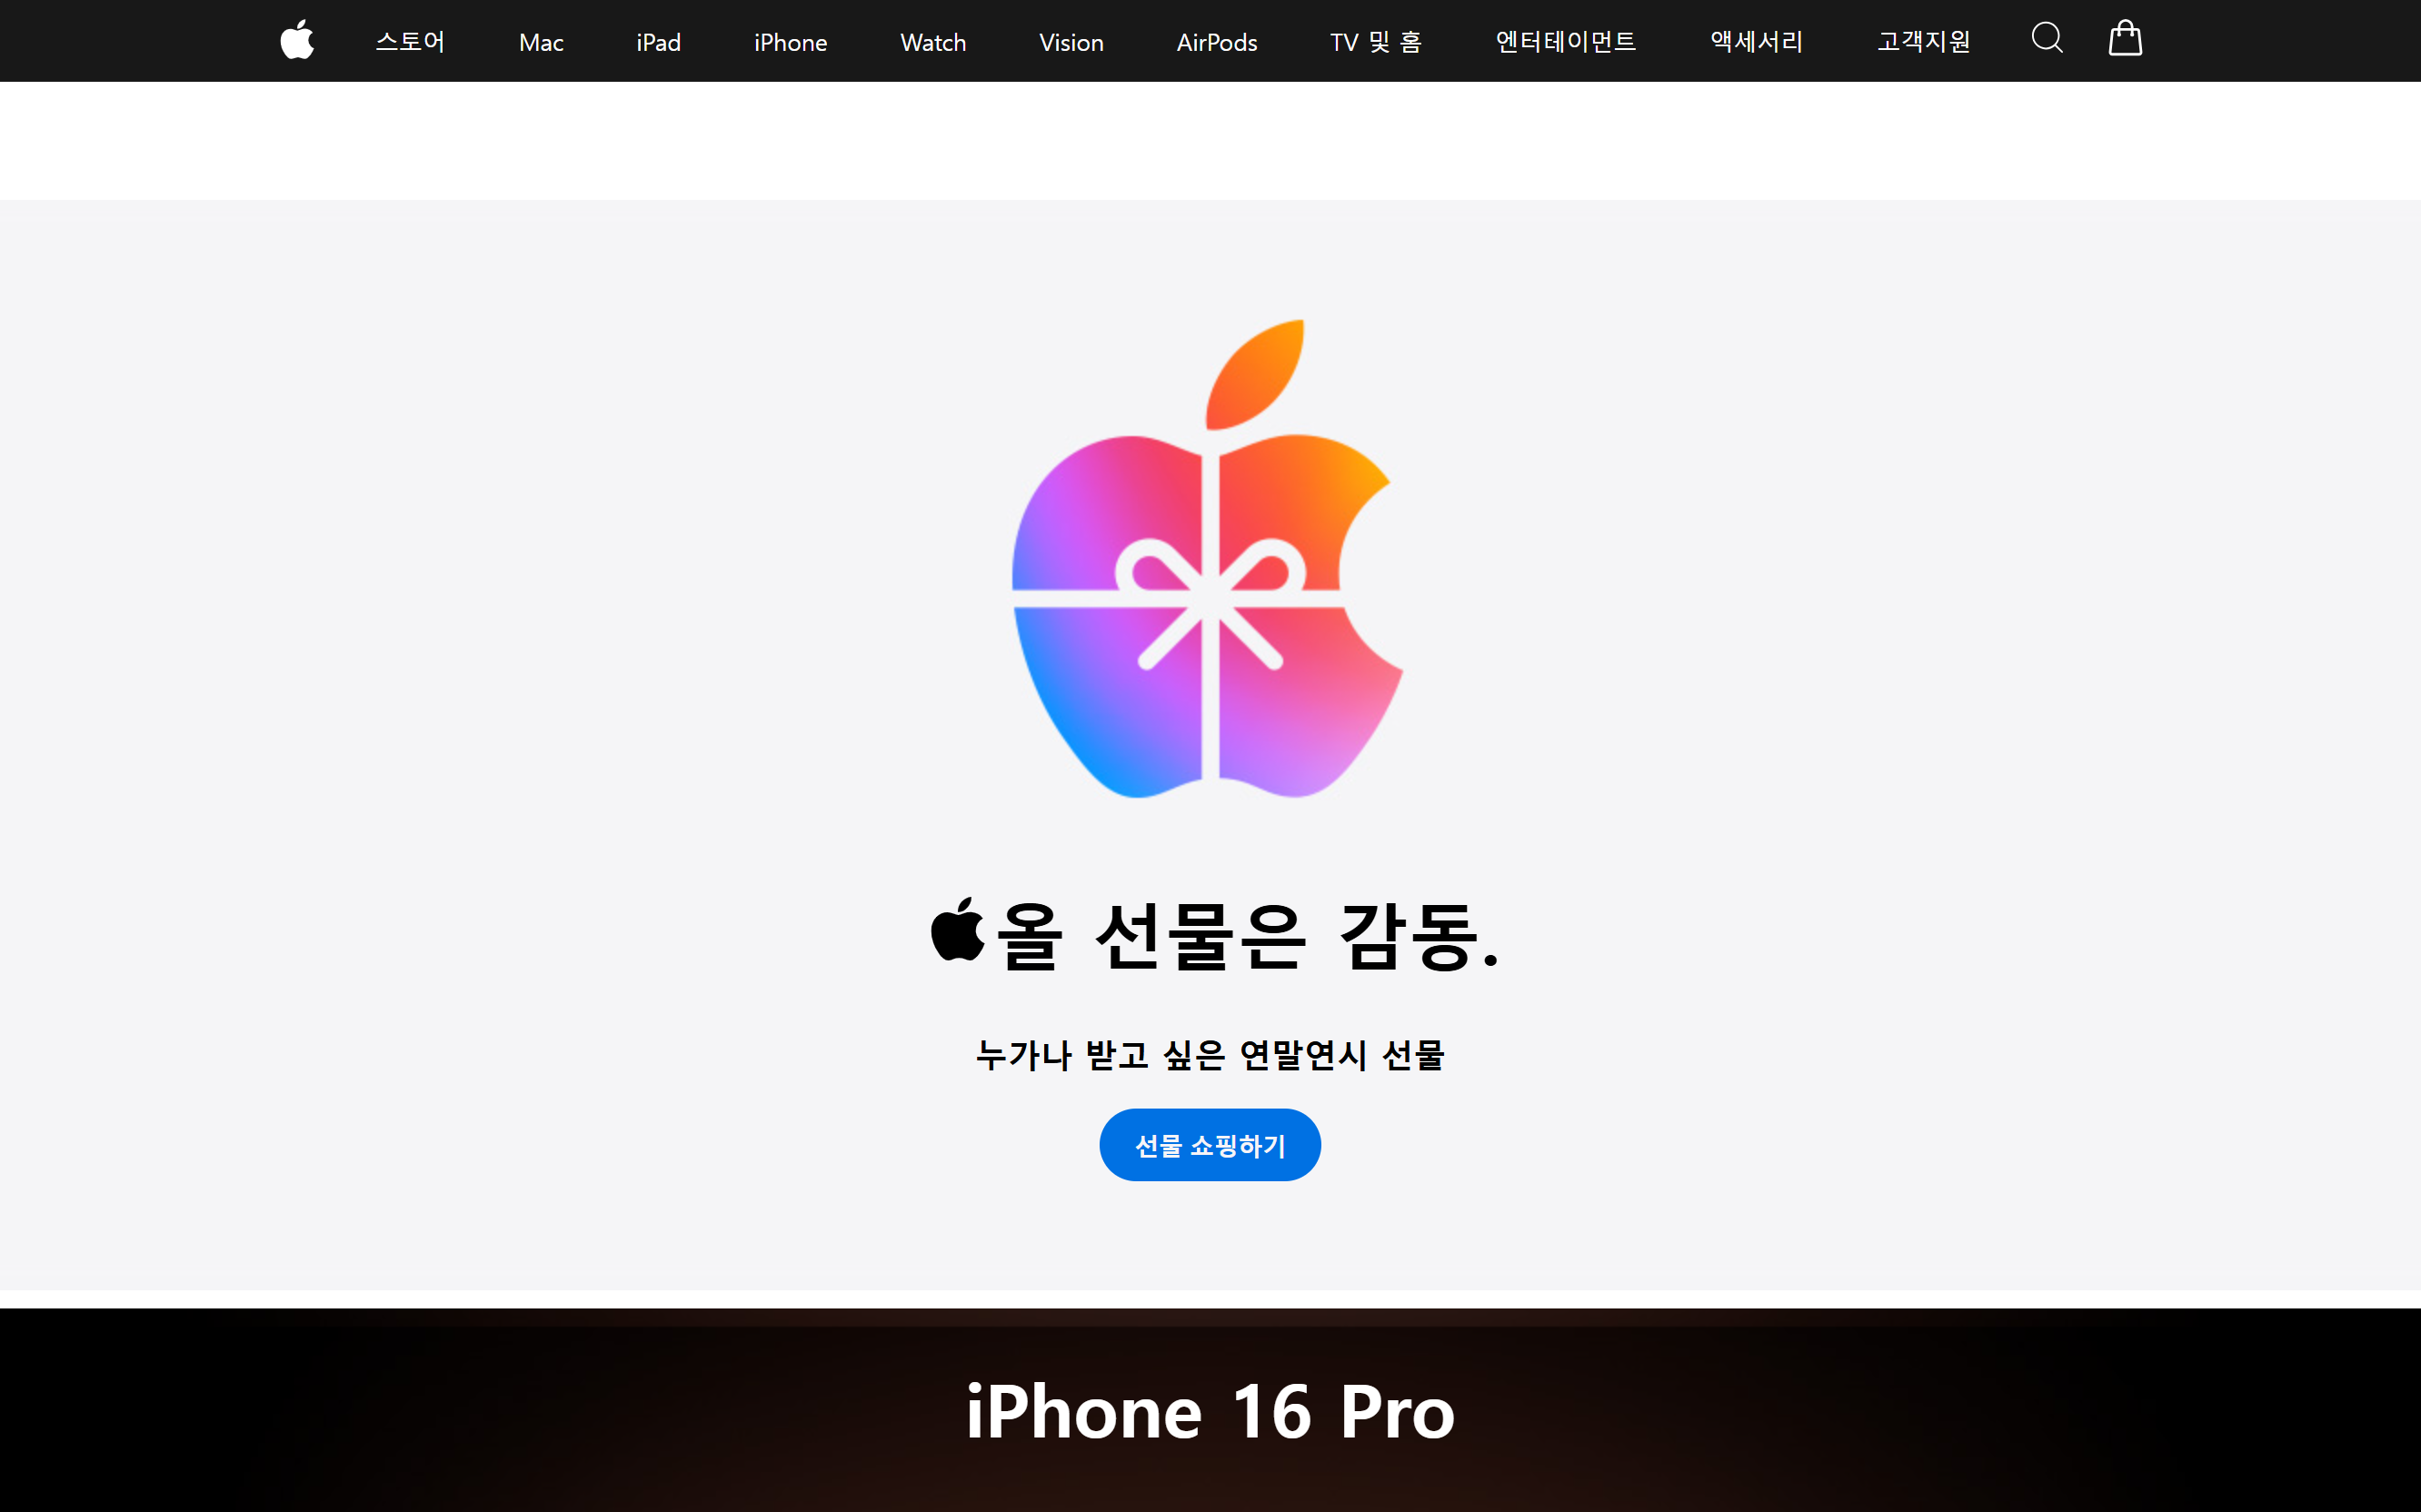 스토어 Mac iPad iPhone Watch Vision AirPods TV 및 홈 엔터테이먼트 액세서리 고객지원
올 선물은 감동.
누가나 받고 싶은 연말연시 선물
선물 쇼핑하기
iPhone 16 Pro